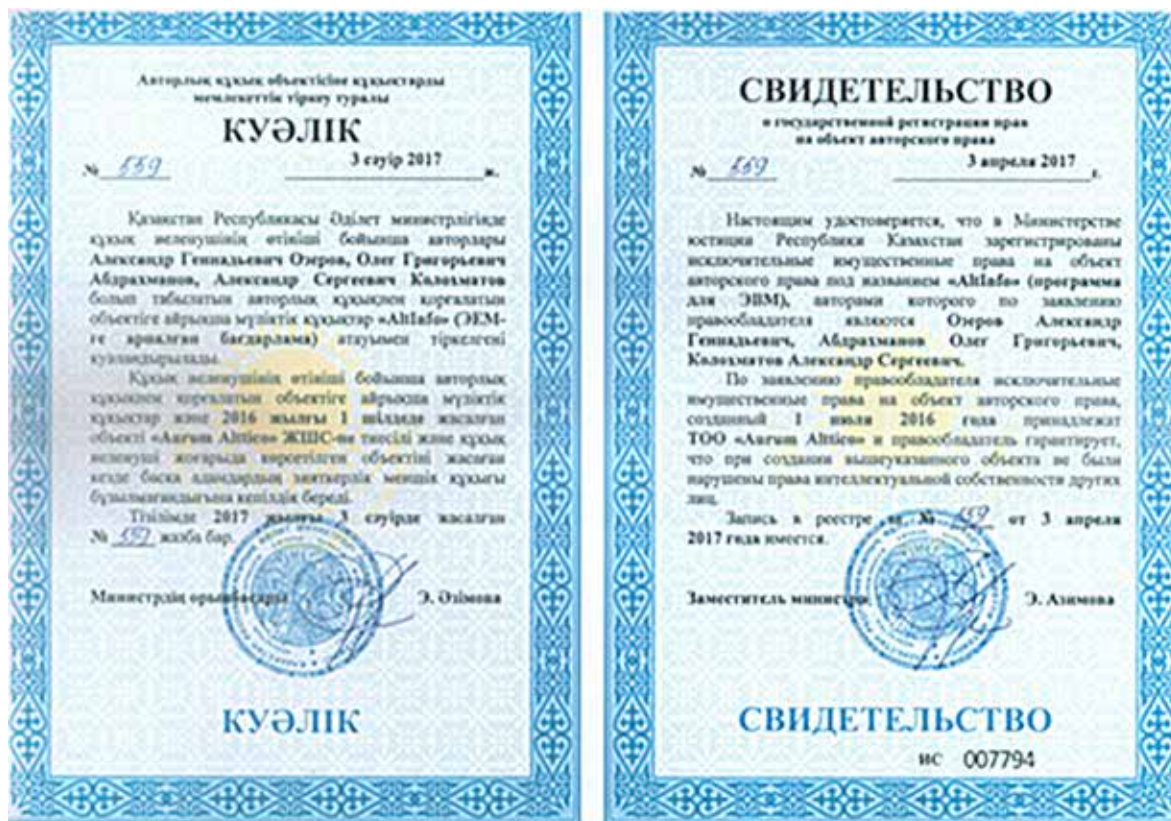 Авторлық құқық объектісіне құқықтарды
мемлекеттік тіркеу туралы
КУӘЛІК
№ 559 3 сәуір 2017 ж.
Қазақстан Республикасы Әділет министрлігінде
құқық иеленушінің өтініші бойынша авторлары
Александр Геннадьевич Озеров, Олег Григорьевич
Абдрахманов, Александр Сергеевич Колохматов
болып табылатын авторлық құқықпен қорғалатын
объектіге айрықша мүліктік құқықтар «AltInfo» (ЭЕМ-
ге арналған бағдарлама) атауымен тіркелгені
куәландырылады.
Құқық иеленушінің өтініші бойынша авторлық
құқықпен қорғалатын объектіге айрықша мүліктік
құқықтар және 2016 жылғы 1 шілдеде жасалған
объекті «Aurum Alttico» ЖШС-не тиесілі және құқық
иеленуші жоғарыда көрсетілген объектіні жасаған
кезде басқа адамдардың зияткерлік меншік құқығы
бұзылмағандығына кепілдік береді.
Тізілімде 2017 жылғы 3 сәуірде жасалған
№ 559 жазба бар.
Министрдің орынбасары Э. Әзімова
КУӘЛІК
СВИДЕТЕЛЬСТВО
о государственной регистрации прав
на объект авторского права
№ 559 3 апреля 2017 г.
Настоящим удостоверяется, что в Министерстве
юстиции Республики Казахстан зарегистрированы
исключительные имущественные права на объект
авторского права под названием «AltInfo» (программа
для ЭВМ), авторами которого по заявлению
правообладателя являются Озеров Александр
Геннадьевич, Абдрахманов Олег Григорьевич,
Колохматов Александр Сергеевич.
По заявлению правообладателя исключительные
имущественные права на объект авторского права,
созданный 1 июля 2016 года принадлежат
ТОО «Aurum Alttico» и правообладатель гарантирует,
что при создании вышеуказанного объекта не были
нарушены права интеллектуальной собственности других
лиц.
Запись в реестре за № 559 от 3 апреля
2017 года имеется.
Заместитель министра Э. Азимова
СВИДЕТЕЛЬСТВО
ИС 007794